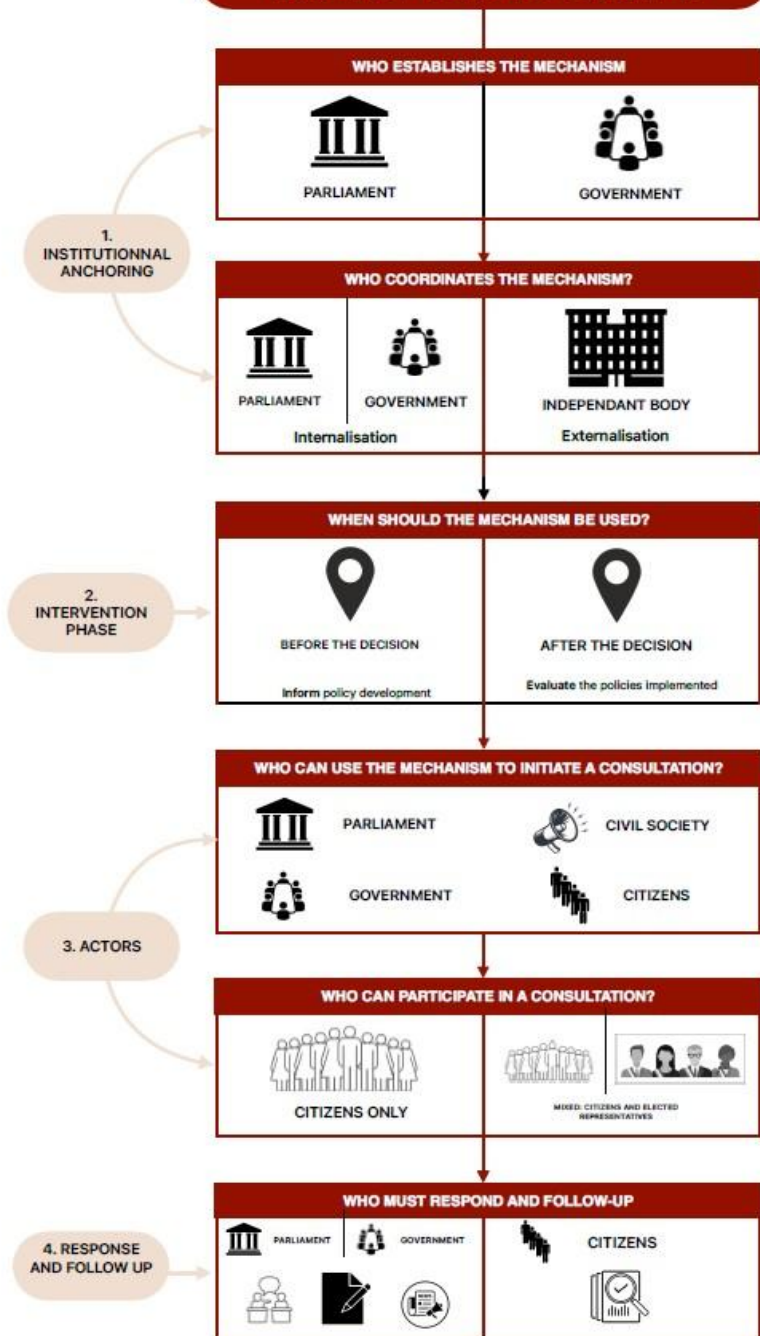 WHO ESTABLISHES THE MECHANISM
PARLIAMENT
GOVERNMENT
1.
INSTITUTIONNAL
ANCHORING
WHO COORDINATES THE MECHANISM?
PARLIAMENT
GOVERNMENT
INDEPENDANT BODY
Internalisation
Externalisation
WHEN SHOULD THE MECHANISM BE USED?
2.
INTERVENTION
PHASE
BEFORE THE DECISION
AFTER THE DECISION
Inform policy development
Evaluate the policies implemented
WHO CAN USE THE MECHANISM TO INITIATE A CONSULTATION?
PARLIAMENT
CIVIL SOCIETY
GOVERNMENT
CITIZENS
3. ACTORS
WHO CAN PARTICIPATE IN A CONSULTATION?
CITIZENS ONLY
MIXED: CITIZENS AND ELECTED
REPRESENTATIVES
WHO MUST RESPOND AND FOLLOW-UP
4. RESPONSE
AND FOLLOW UP
PARLIAMENT
GOVERNMENT
CITIZENS